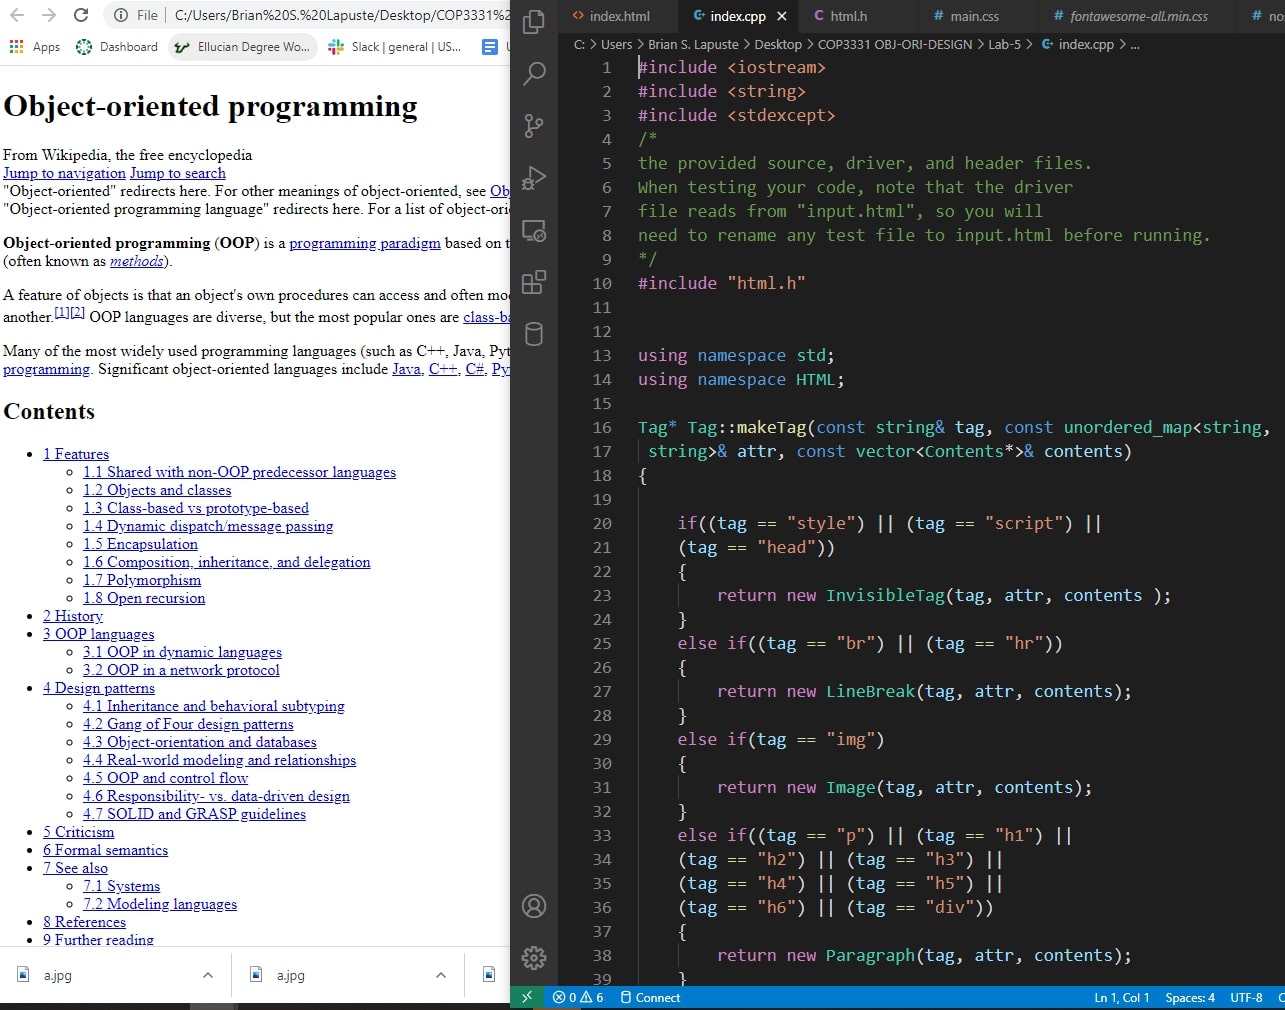 File | C:/Users/Brian%20S.%20Lapuste/Desktop/COP3331%2
Apps Dashboard Ellucian Degree Wo... Slack | general | US...
Object-oriented programming
From Wikipedia, the free encyclopedia
Jump to navigation Jump to search
"Object-oriented" redirects here. For other meanings of object-oriented, see Ob
"Object-oriented programming language" redirects here. For a list of object-ori
Object-oriented programming (OOP) is a programming paradigm based on t
(often known as methods).
A feature of objects is that an object's own procedures can access and often mo
another.[1][2] OOP languages are diverse, but the most popular ones are class-ba
Many of the most widely used programming languages (such as C++, Java, Pyt
programming. Significant object-oriented languages include Java, C++, C#, Py
Contents
1 Features
1.1 Shared with non-OOP predecessor languages
1.2 Objects and classes
1.3 Class-based vs prototype-based
1.4 Dynamic dispatch/message passing
1.5 Encapsulation
1.6 Composition, inheritance, and delegation
1.7 Polymorphism
1.8 Open recursion
2 History
3 OOP languages
3.1 OOP in dynamic languages
3.2 OOP in a network protocol
4 Design patterns
4.1 Inheritance and behavioral subtyping
4.2 Gang of Four design patterns
4.3 Object-orientation and databases
4.4 Real-world modeling and relationships
4.5 OOP and control flow
4.6 Responsibility- vs. data-driven design
4.7 SOLID and GRASP guidelines
5 Criticism
6 Formal semantics
7 See also
7.1 Systems
7.2 Modeling languages
8 References
9 Further reading
a.jpg a.jpg
<> index.html index.cpp × C html.h # main.css # fontawesome-all.min.css # nos
C: > Users > Brian S. Lapuste > Desktop > COP3331 OBJ-ORI-DESIGN > Lab-5 > index.cpp > ...
1 #include <iostream>
2 #include <string>
3 #include <stdexcept>
4 /*
5 the provided source, driver, and header files.
6 When testing your code, note that the driver
7 file reads from "input.html", so you will
8 need to rename any test file to input.html before running.
9 */
10 #include "html.h"
11
12
13 using namespace std;
14 using namespace HTML;
15
16 Tag* Tag::makeTag(const string& tag, const unordered_map<string,
17 string>& attr, const vector<Contents*>& contents)
18 {
19
20 if((tag == "style") || (tag == "script") ||
21 (tag == "head"))
22 {
23 return new InvisibleTag(tag, attr, contents );
24 }
25 else if((tag == "br") || (tag == "hr"))
26 {
27 return new LineBreak(tag, attr, contents);
28 }
29 else if(tag == "img")
30 {
31 return new Image(tag, attr, contents);
32 }
33 else if((tag == "p") || (tag == "h1") ||
34 (tag == "h2") || (tag == "h3") ||
35 (tag == "h4") || (tag == "h5") ||
36 (tag == "h6") || (tag == "div"))
37 {
38 return new Paragraph(tag, attr, contents);
39 }
0 6 Connect Ln 1, Col 1 Spaces: 4 UTF-8